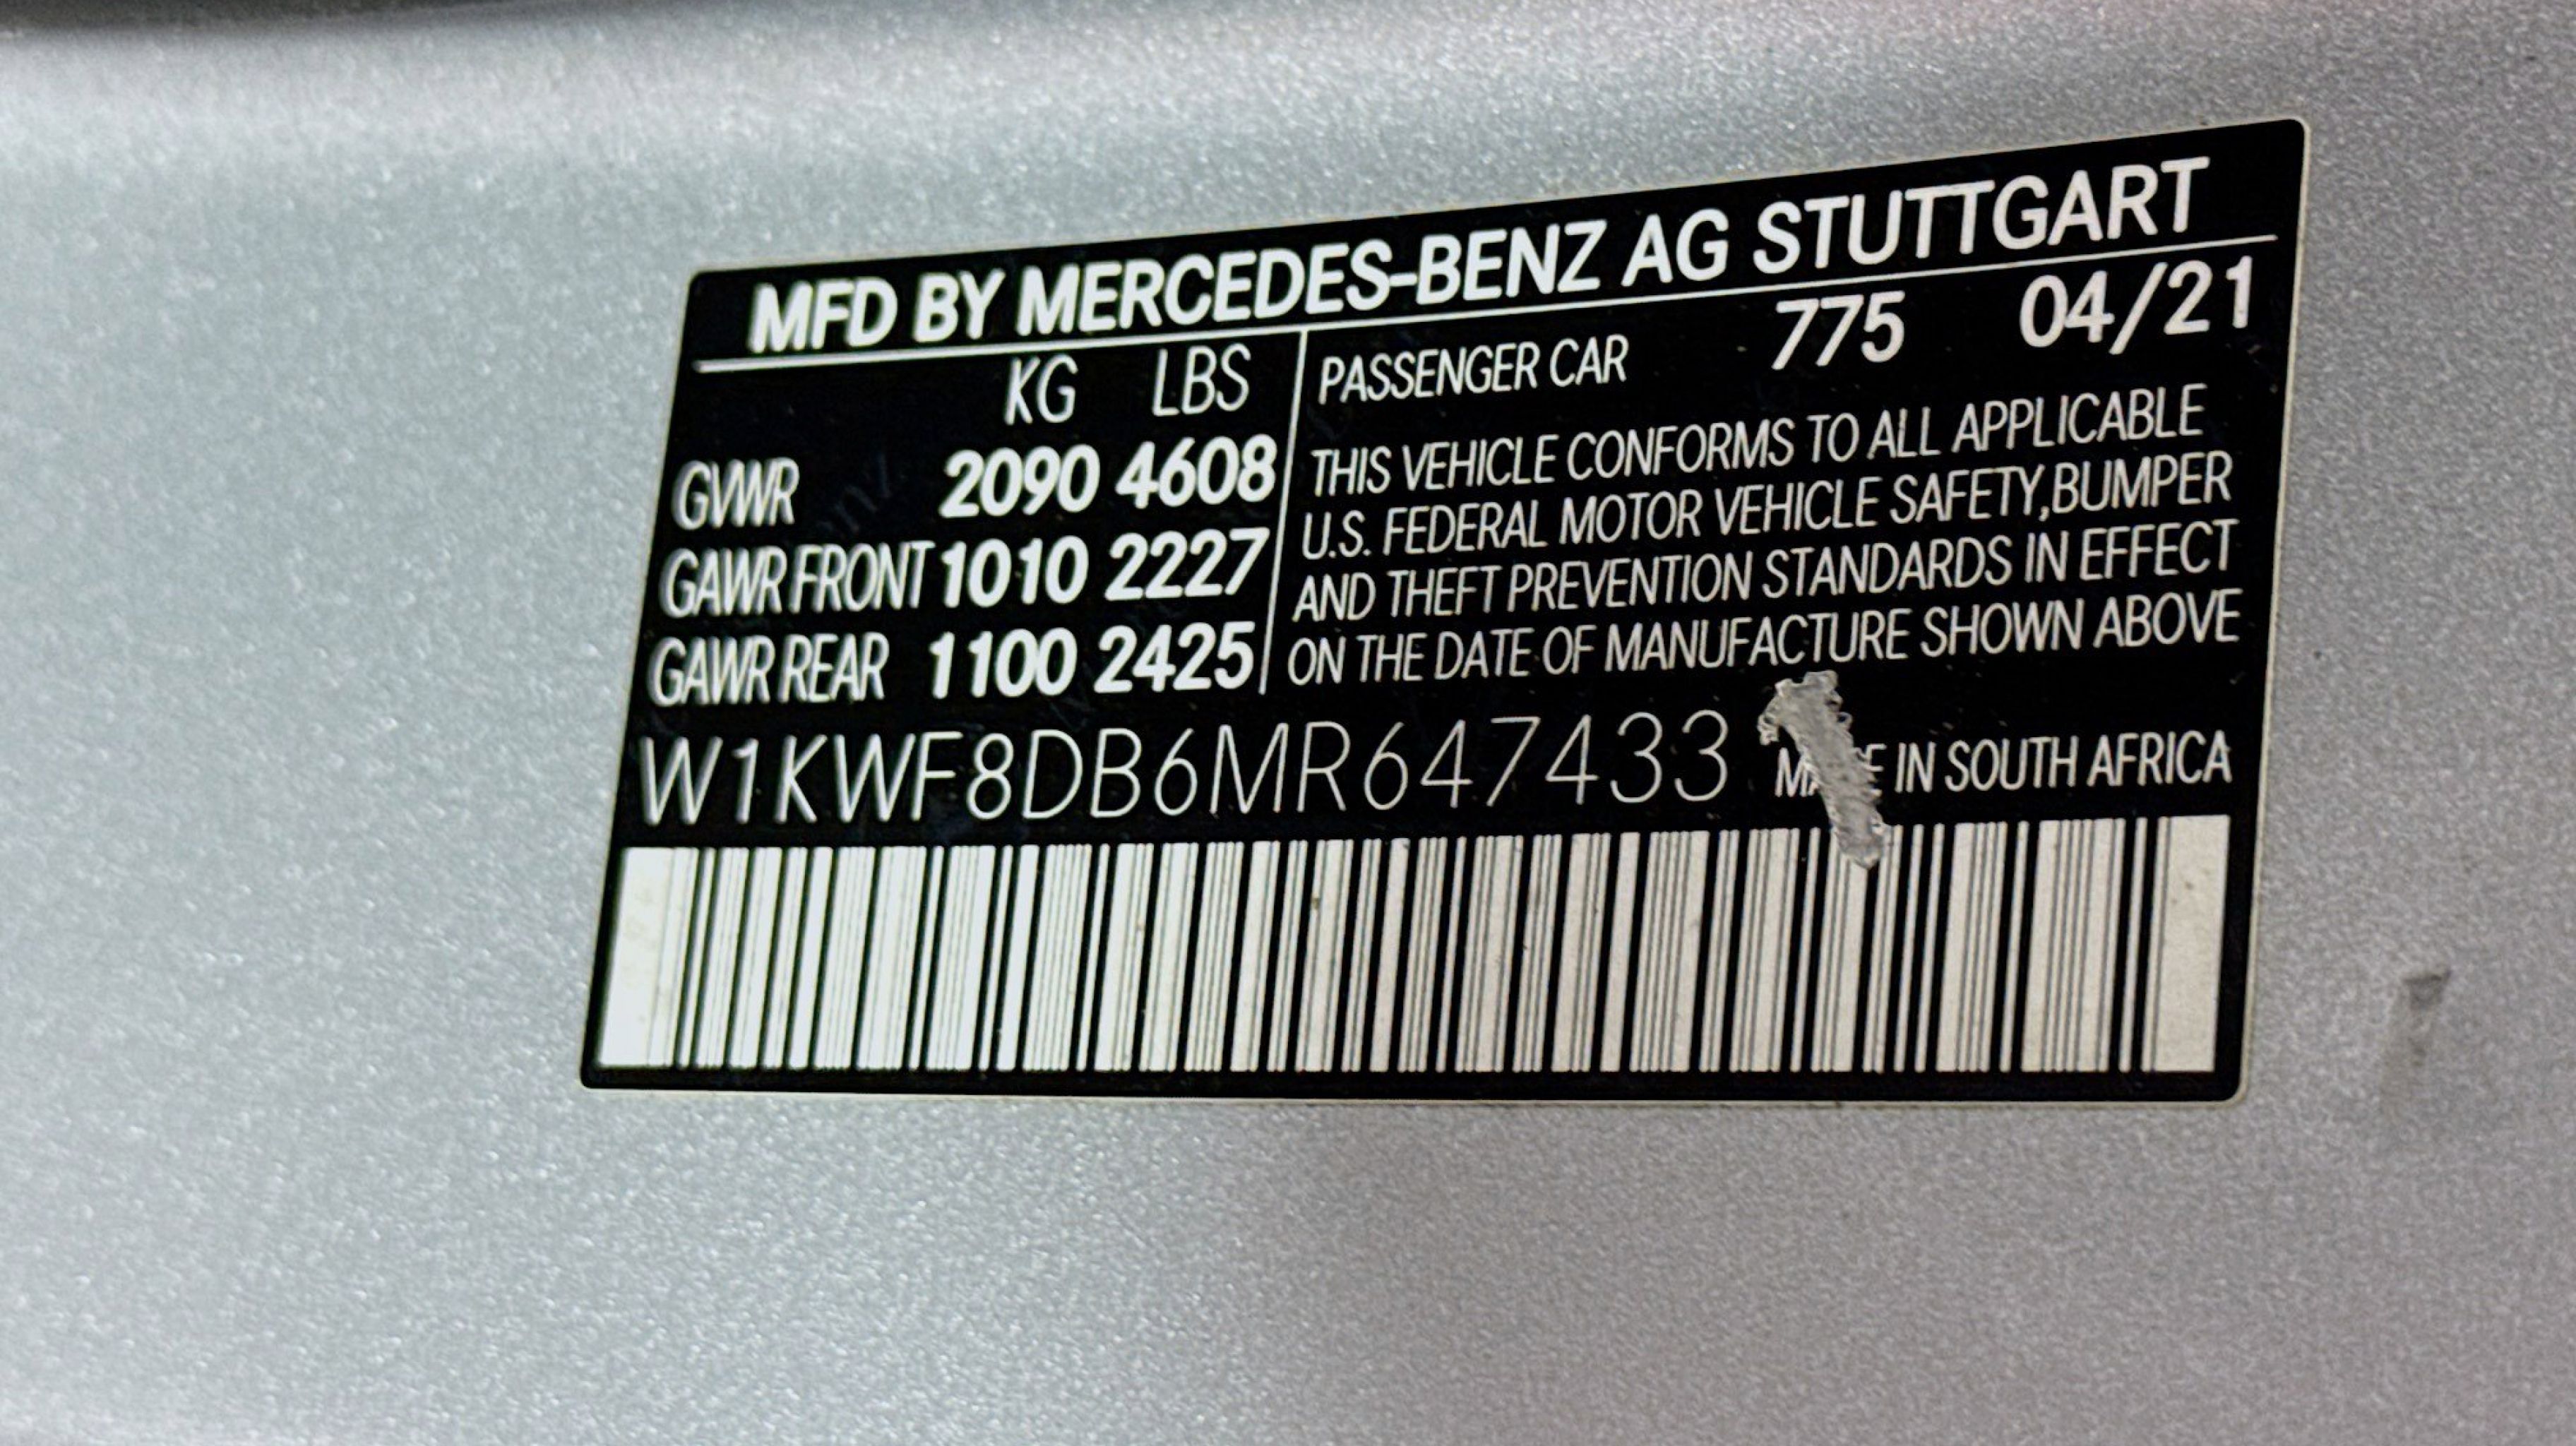 MFD BY MERCEDES-BENZ AG STUTTGART
KG LBS
GVWR 2090 4608
GAWR FRONT 1010 2227
GAWR REAR 1100 2425
PASSENGER CAR 775 04/21
THIS VEHICLE CONFORMS TO ALL APPLICABLE
U.S. FEDERAL MOTOR VEHICLE SAFETY,BUMPER
AND THEFT PREVENTION STANDARDS IN EFFECT
ON THE DATE OF MANUFACTURE SHOWN ABOVE
W1KWF8DB6MR647433 IN SOUTH AFRICA